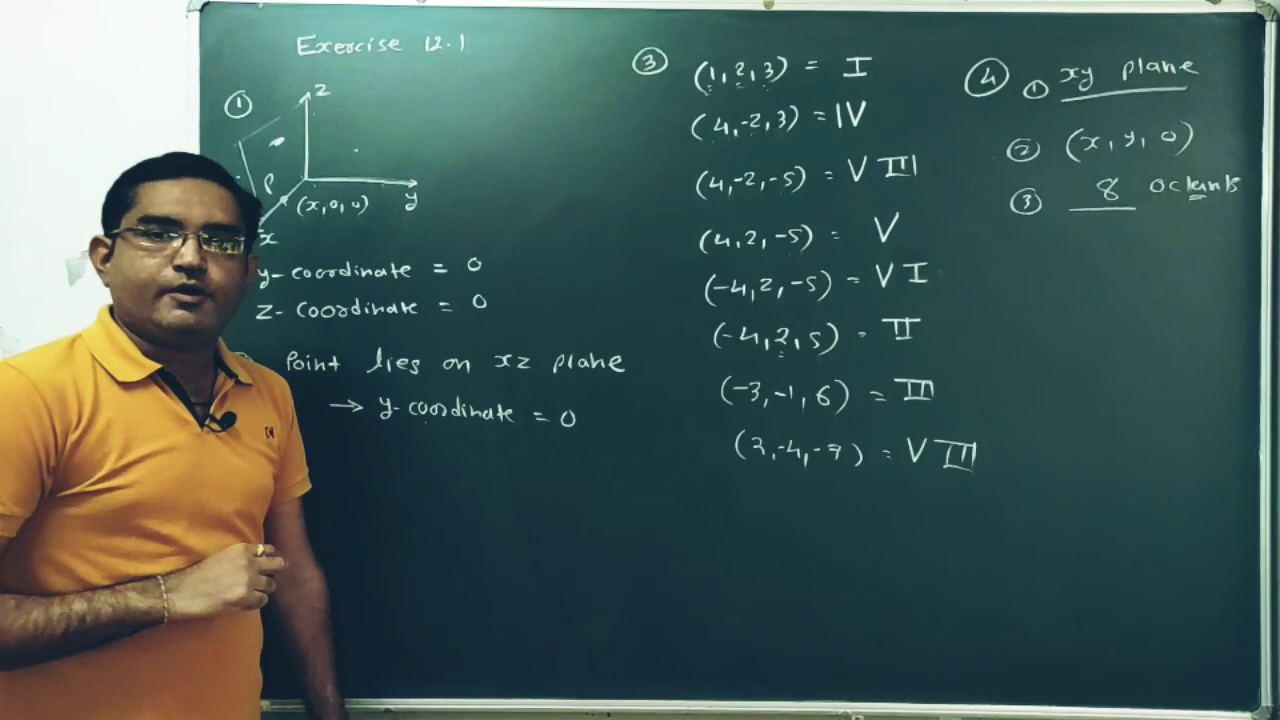 Exercise 12.1
①
z
P
(x,0,0)
y
x
y-coordinate = 0
z-coordinate = 0
Point lies on xz plane
→ y-coordinate = 0
③ (1,2,3) = I
(4,-2,3) = IV
(4,-2,-5) = VIII
(4,2,-5) = V
(-4,2,-5) = VI
(-4,2,5) = II
(-3,-1,6) = III
(2,-4,-7) = VIII
④ ① xy plane
② (x,y,0)
③ 8 octants